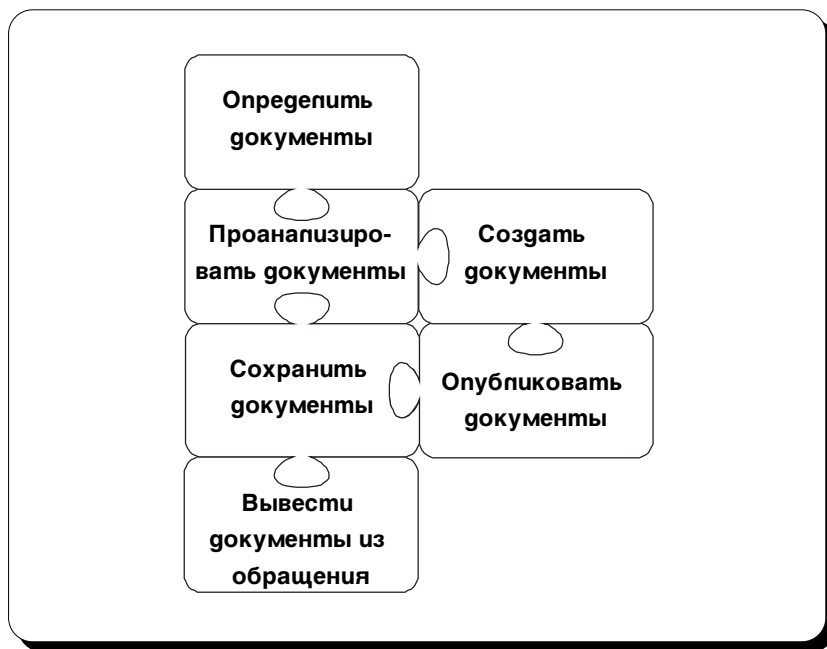 Определить
документы
Проанализиро-
вать документы
Создать
документы
Сохранить
документы
Опубликовать
документы
Вывести
документы из
обращения